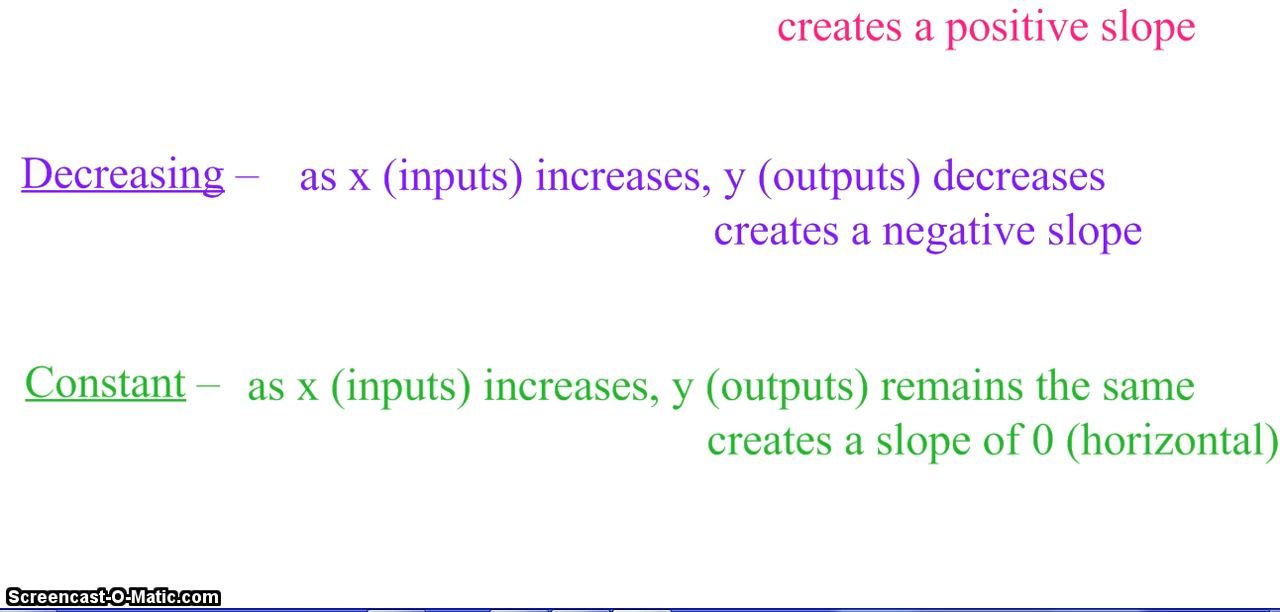 creates a positive slope
Decreasing – as x (inputs) increases, y (outputs) decreases
creates a negative slope
Constant – as x (inputs) increases, y (outputs) remains the same
creates a slope of 0 (horizontal)
Screencast-O-Matic.com